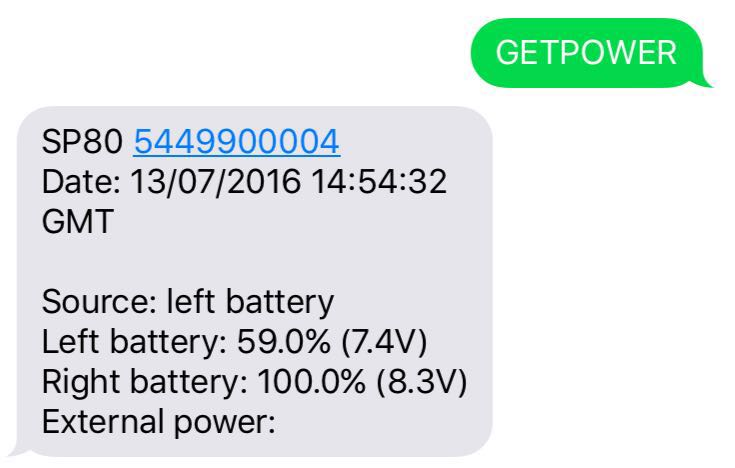 GETPOWER
SP80 5449900004
Date: 13/07/2016 14:54:32
GMT
Source: left battery
Left battery: 59.0% (7.4V)
Right battery: 100.0% (8.3V)
External power: